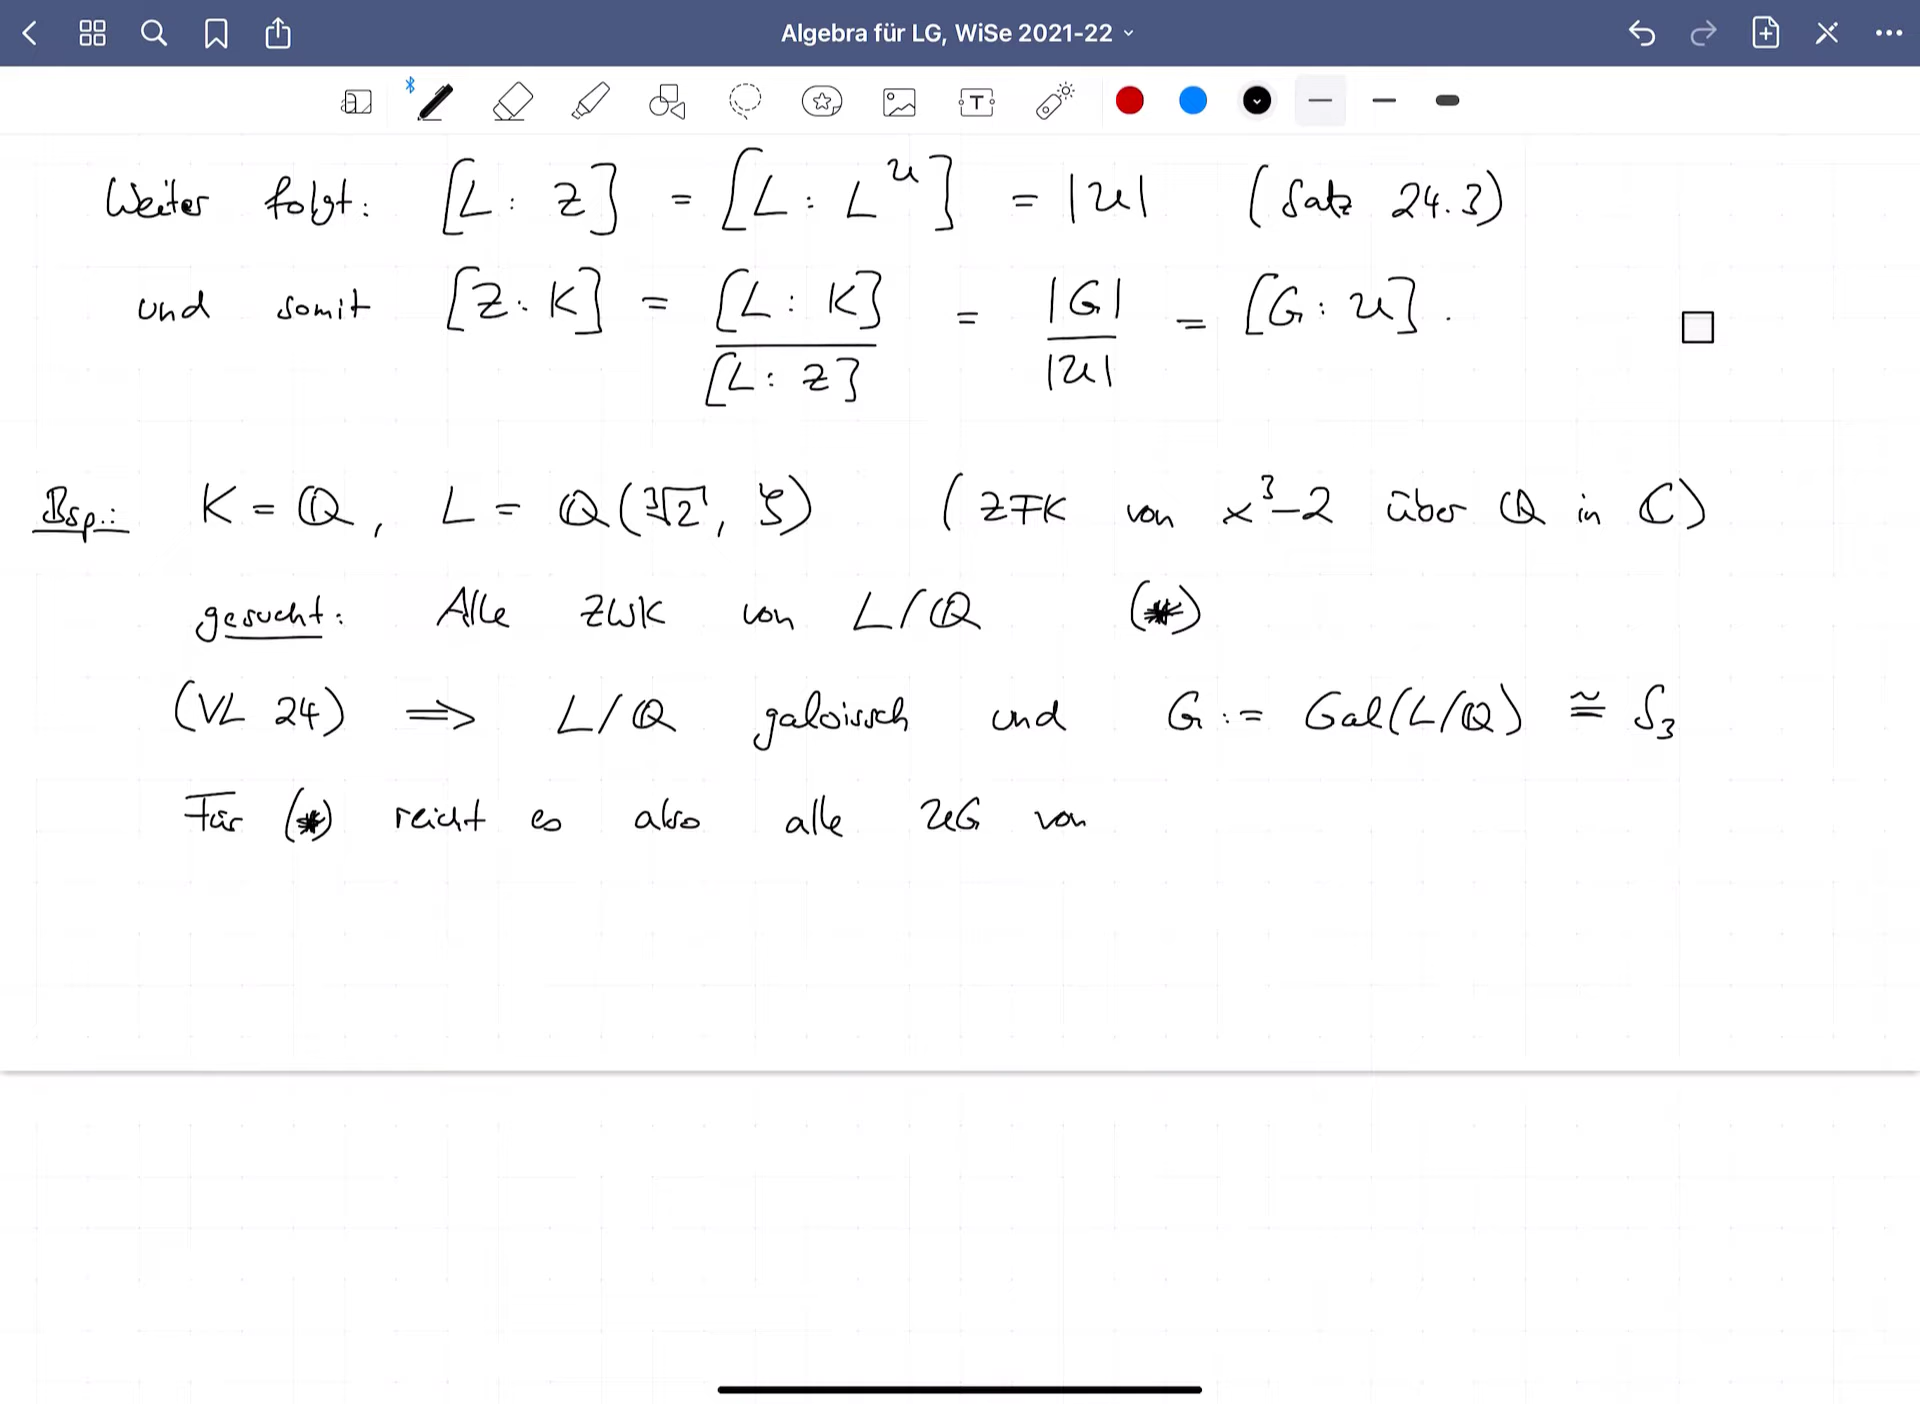 Algebra für LG, WiSe 2021-22
Weiter folgt: [L : Z] = [L : L^U] = |U| (Satz 24.3)
und somit [Z : K] = [L : K] / [L : Z] = |G| / |U| = [G : U]. □
Bsp.: K = ℚ, L = ℚ(∛2, ζ) (ZFK von x³-2 über ℚ in ℂ)
gesucht: Alle ZWK von L/ℚ (*)
(VL 24) ⟹ L/ℚ galoissch und G := Gal(L/ℚ) ≅ S₃
Für (*) reicht es also alle UG von